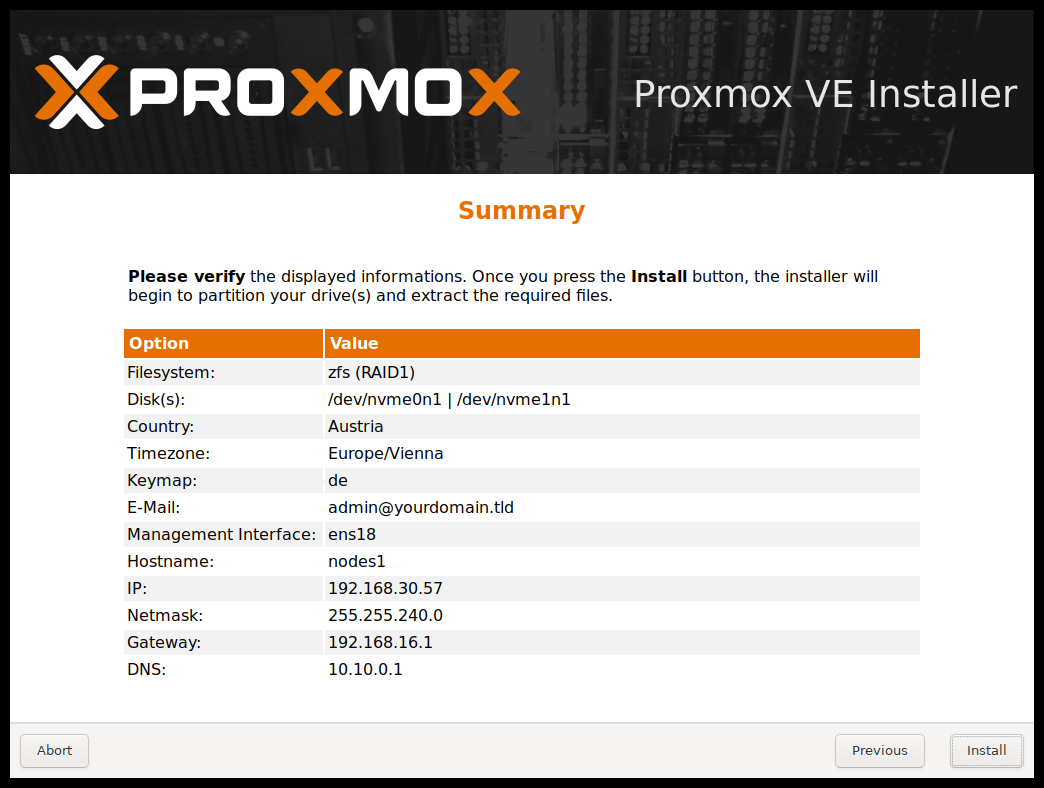 PROXMOX
Proxmox VE Installer
Summary
Please verify the displayed informations. Once you press the Install button, the installer will
begin to partition your drive(s) and extract the required files.
Option Value
Filesystem: zfs (RAID1)
Disk(s): /dev/nvme0n1 | /dev/nvme1n1
Country: Austria
Timezone: Europe/Vienna
Keymap: de
E-Mail: admin@yourdomain.tld
Management Interface: ens18
Hostname: nodes1
IP: 192.168.30.57
Netmask: 255.255.240.0
Gateway: 192.168.16.1
DNS: 10.10.0.1
Abort Previous Install